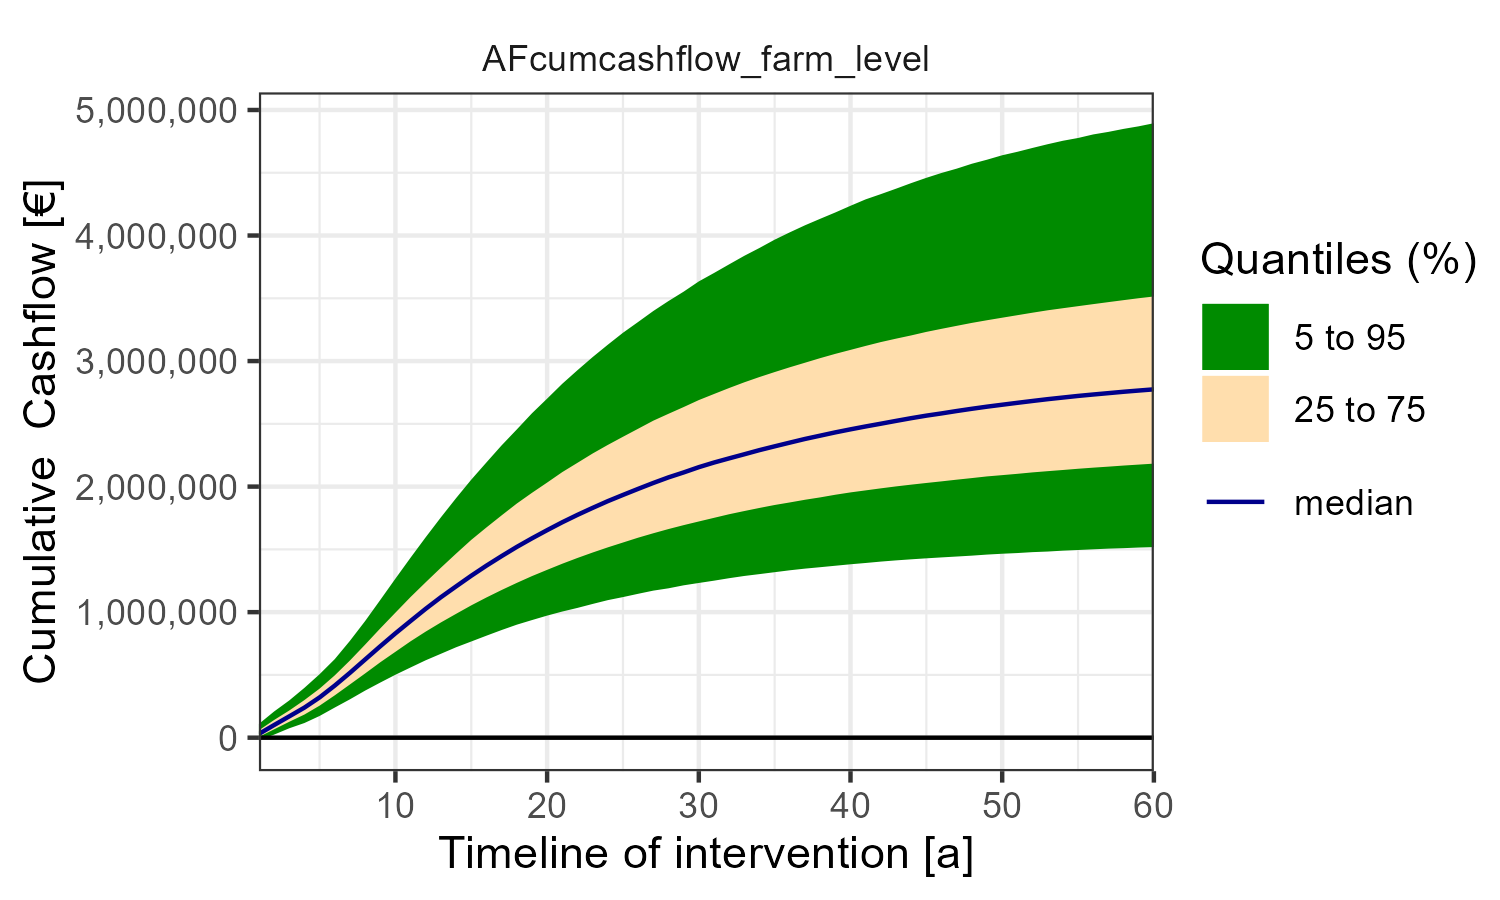 AFcumcashflow_farm_level
Cumulative Cashflow [€]
5,000,000
4,000,000
3,000,000
2,000,000
1,000,000
0
10 20 30 40 50 60
Timeline of intervention [a]
Quantiles (%)
5 to 95
25 to 75
median